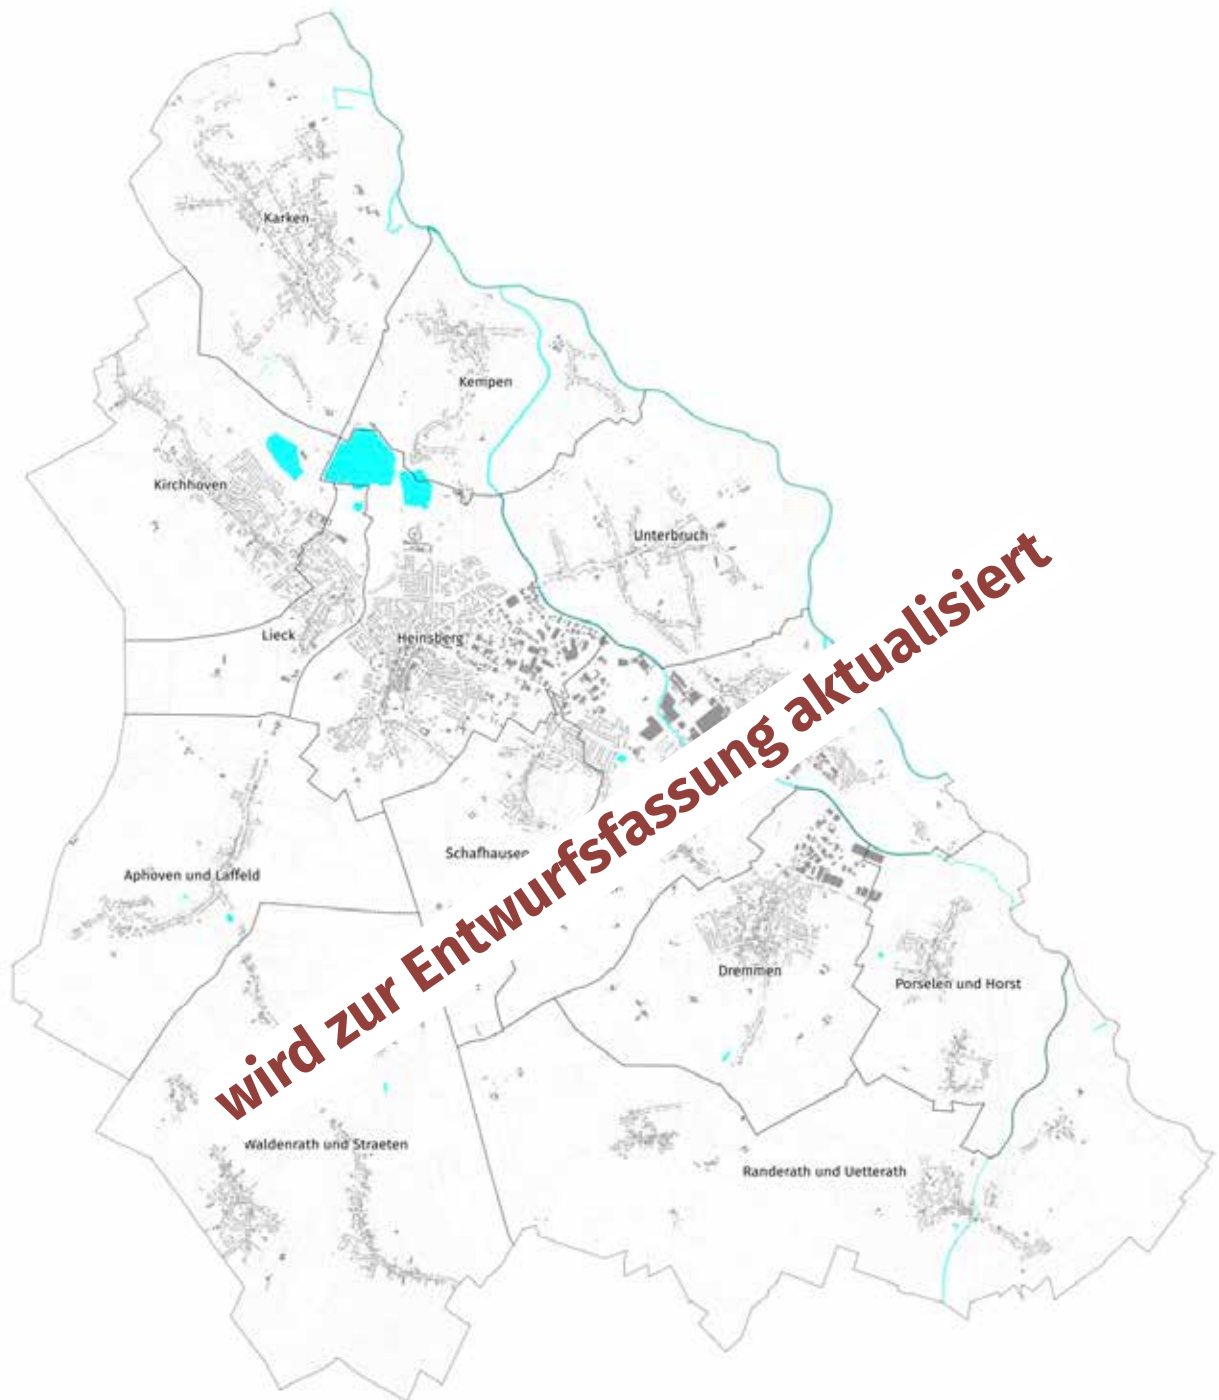 Karken
Kempen
Kirchhoven
Unterbruch
Lieck
Heinsberg
Schafhausen
Aphoven und Laffeld
Dremmen
Porselen und Horst
Waldenrath und Straeten
Randerath und Uetterath
wird zur Entwurfsfassung aktualisiert